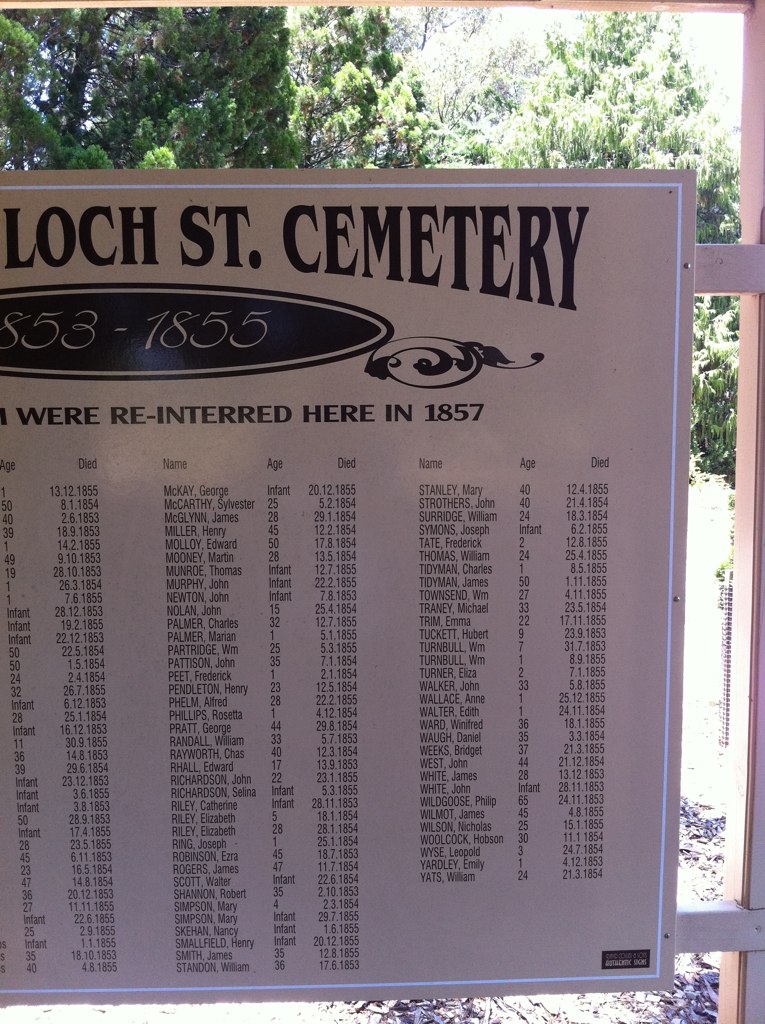 LOCH ST. CEMETERY
853 - 1855
WERE RE-INTERRED HERE IN 1857
Age Died
1 13.12.1855
50 8.1.1854
40 2.6.1853
39 18.9.1853
1 14.2.1855
49 9.10.1853
19 28.10.1853
1 26.3.1854
1 7.6.1855
Infant 28.12.1853
Infant 19.2.1855
Infant 22.12.1853
50 22.5.1854
50 1.5.1854
24 2.4.1854
32 26.7.1855
Infant 6.12.1853
28 25.1.1854
Infant 16.12.1853
11 30.9.1855
36 14.8.1853
39 29.6.1854
Infant 23.12.1853
Infant 3.6.1855
Infant 3.8.1853
50 28.9.1853
Infant 17.4.1855
28 23.5.1855
45 6.11.1853
23 16.5.1854
47 14.8.1854
36 20.12.1853
27 11.11.1855
Infant 22.6.1855
25 2.9.1855
s Infant 1.1.1855
s 35 18.10.1853
40 4.8.1855
Name Age Died
McKAY, George Infant 20.12.1855
McCARTHY, Sylvester 25 5.2.1854
McGLYNN, James 28 29.1.1854
MILLER, Henry 45 12.2.1854
MOLLOY, Edward 50 17.8.1854
MOONEY, Martin 28 13.5.1854
MUNROE, Thomas Infant 12.7.1855
MURPHY, John Infant 22.2.1855
NEWTON, John Infant 7.8.1853
NOLAN, John 15 25.4.1854
PALMER, Charles 32 12.7.1855
PALMER, Marian 1 5.1.1855
PARTRIDGE, Wm 25 5.3.1855
PATTISON, John 35 7.1.1854
PEET, Frederick 1 2.1.1854
PENDLETON, Henry 23 12.5.1854
PHELM, Alfred 28 22.2.1855
PHILLIPS, Rosetta 1 4.12.1854
PRATT, George 44 29.8.1854
RANDALL, William 33 5.7.1853
RAYWORTH, Chas 40 12.3.1854
RHALL, Edward 17 13.9.1853
RICHARDSON, John 22 23.1.1855
RICHARDSON, Selina Infant 5.3.1855
RILEY, Catherine Infant 28.11.1853
RILEY, Elizabeth 5 18.1.1854
RILEY, Elizabeth 28 28.1.1854
RING, Joseph 1 25.1.1854
ROBINSON, Ezra 45 18.7.1853
ROGERS, James 47 11.7.1854
SCOTT, Walter Infant 22.6.1854
SHANNON, Robert 35 2.10.1853
SIMPSON, Mary 4 2.3.1854
SIMPSON, Mary Infant 29.7.1855
SKEHAN, Nancy Infant 1.6.1855
SMALLFIELD, Henry Infant 20.12.1855
SMITH, James 35 12.8.1855
STANDON, William 36 17.6.1853
Name Age Died
STANLEY, Mary 40 12.4.1855
STROTHERS, John 40 21.4.1854
SURRIDGE, William 24 18.3.1854
SYMONS, Joseph Infant 6.2.1855
TATE, Frederick 2 12.8.1855
THOMAS, William 24 25.4.1855
TIDYMAN, Charles 1 8.5.1855
TIDYMAN, James 50 1.11.1855
TOWNSEND, Wm 27 4.11.1855
TRANEY, Michael 33 23.5.1854
TRIM, Emma 22 17.11.1855
TUCKETT, Hubert 9 23.9.1853
TURNBULL, Wm 7 31.7.1853
TURNBULL, Wm 1 8.9.1855
TURNER, Eliza 2 7.1.1855
WALKER, John 33 5.8.1855
WALLACE, Anne 1 25.12.1855
WALTER, Edith 1 24.11.1854
WARD, Winifred 36 18.1.1855
WAUGH, Daniel 35 3.3.1854
WEEKS, Bridget 37 21.3.1855
WEST, John 44 21.12.1854
WHITE, James 28 13.12.1853
WHITE, John Infant 28.11.1853
WILDGOOSE, Philip 65 24.11.1853
WILMOT, James 45 4.8.1855
WILSON, Nicholas 25 15.1.1855
WOOLCOCK, Hobson 30 11.1.1854
WYSE, Leopold 3 24.7.1855
YARDLEY, Emily 1 4.12.1853
YATS, William 24 21.3.1854
AUTHENTIC SIGNS